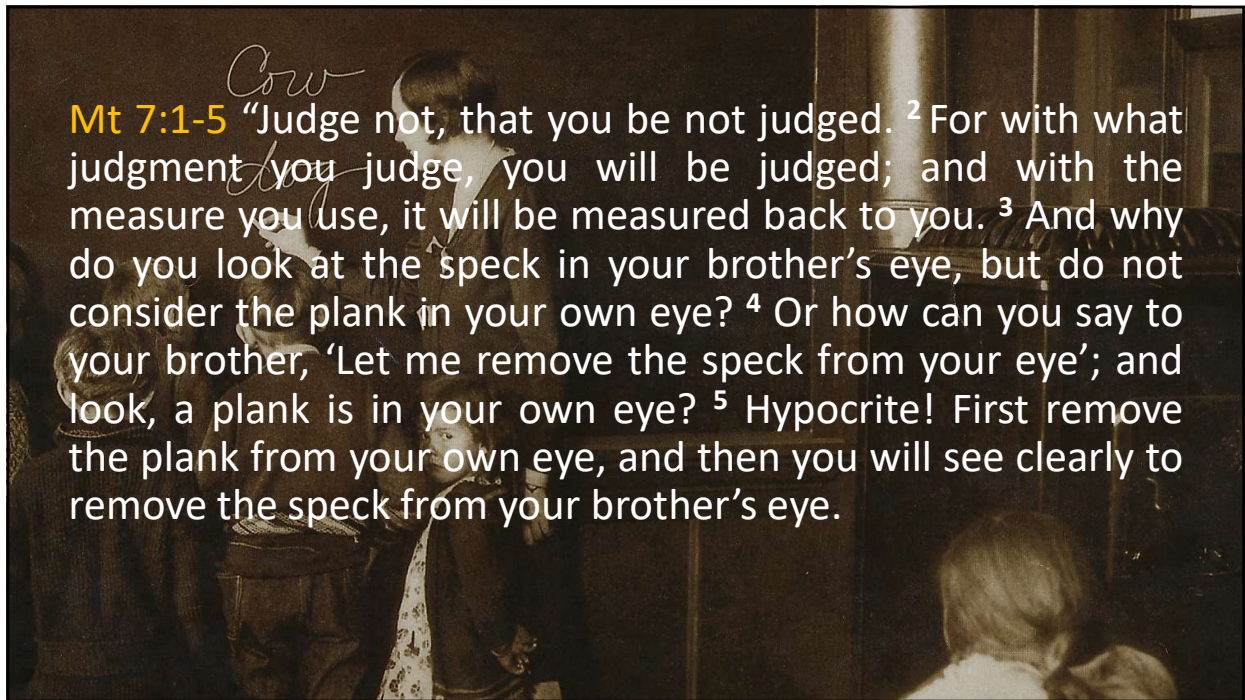 Cow
Mt 7:1-5 “Judge not, that you be not judged. ² For with what
judgment you judge, you will be judged; and with the
dog
measure you use, it will be measured back to you. ³ And why
do you look at the speck in your brother’s eye, but do not
consider the plank in your own eye? ⁴ Or how can you say to
your brother, ‘Let me remove the speck from your eye’; and
look, a plank is in your own eye? ⁵ Hypocrite! First remove
the plank from your own eye, and then you will see clearly to
remove the speck from your brother’s eye.